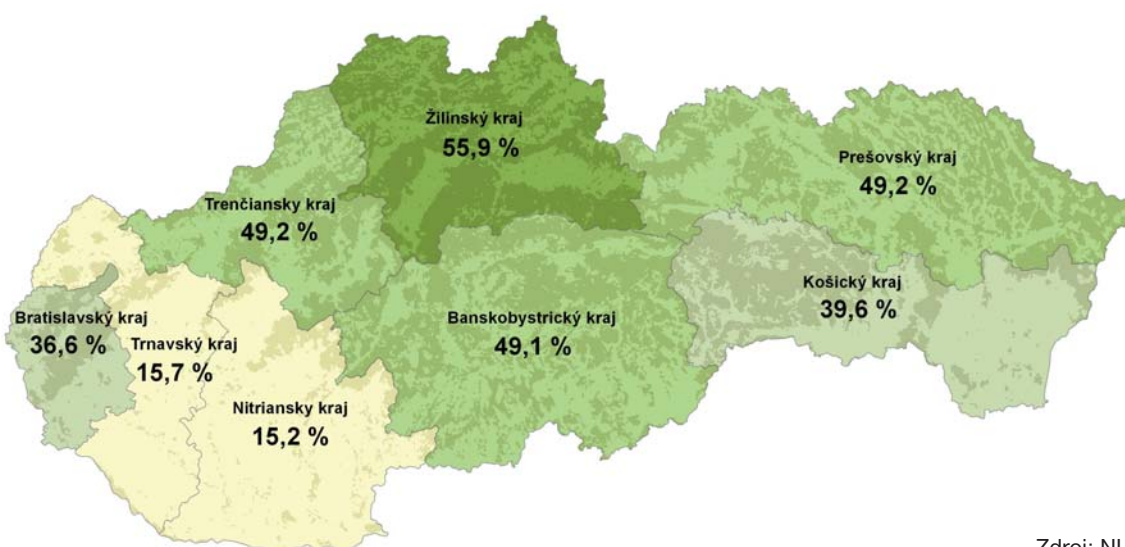 Žilinský kraj
55,9 %
Prešovský kraj
49,2 %
Trenčiansky kraj
49,2 %
Košický kraj
39,6 %
Bratislavský kraj
36,6 %
Banskobystrický kraj
49,1 %
Trnavský kraj
15,7 %
Nitriansky kraj
15,2 %
Zdroj: